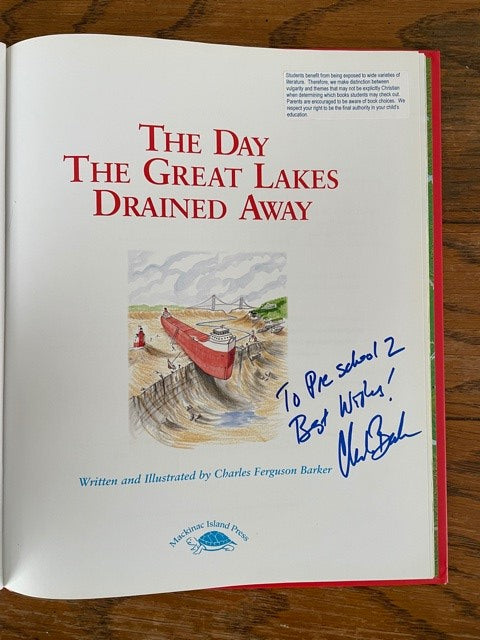 Students benefit from being exposed to wide varieties of
literature. Therefore, we make distinction between
vulgarity and themes that may not be explicitly Christian
when determining which books students may check out.
Parents are encouraged to be aware of book choices. We
respect your right to be the final authority in your child's
education.
THE DAY
THE GREAT LAKES
DRAINED AWAY
To Preschool 2
Best Wishes!
Written and Illustrated by Charles Ferguson Barker
Mackinac Island Press